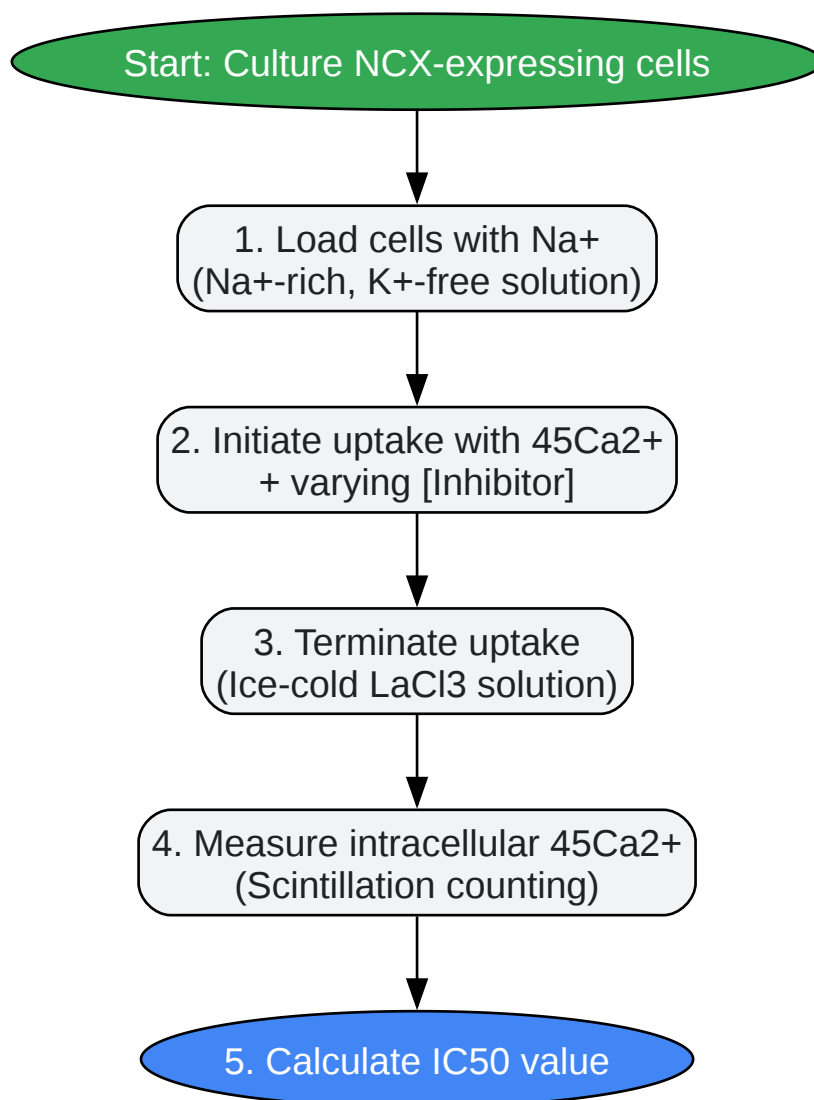 Start: Culture NCX-expressing cells
1. Load cells with Na+
(Na+-rich, K+-free solution)
2. Initiate uptake with 45Ca2+
+ varying [Inhibitor]
3. Terminate uptake
(Ice-cold LaCl3 solution)
4. Measure intracellular 45Ca2+
(Scintillation counting)
5. Calculate IC50 value